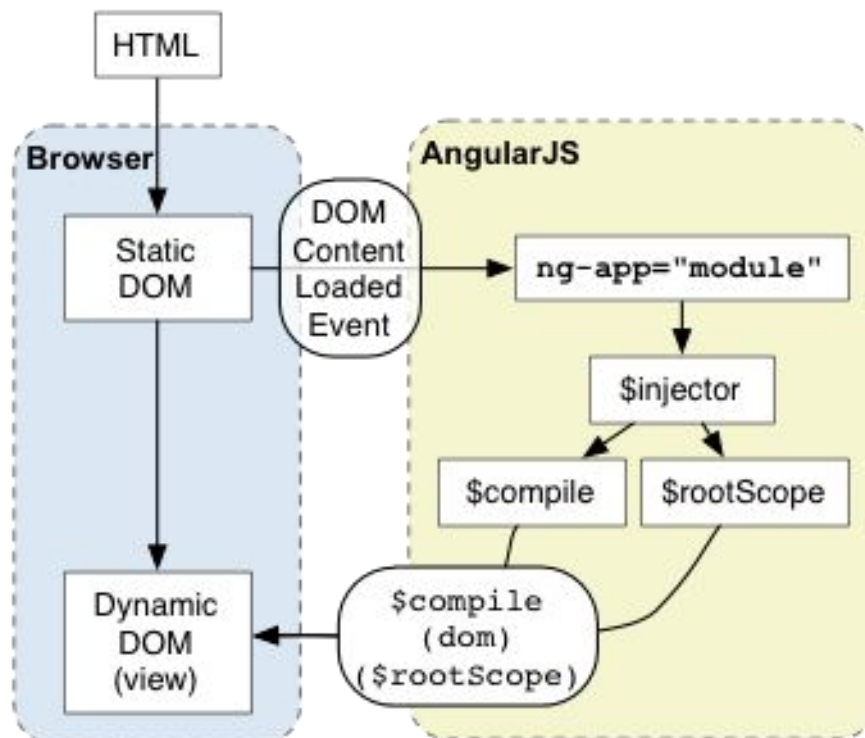 HTML
Browser
AngularJS
Static
DOM
DOM
Content
Loaded
Event
ng-app="module"
$injector
$compile
$rootScope
Dynamic
DOM
(view)
$compile
(dom)
($rootScope)